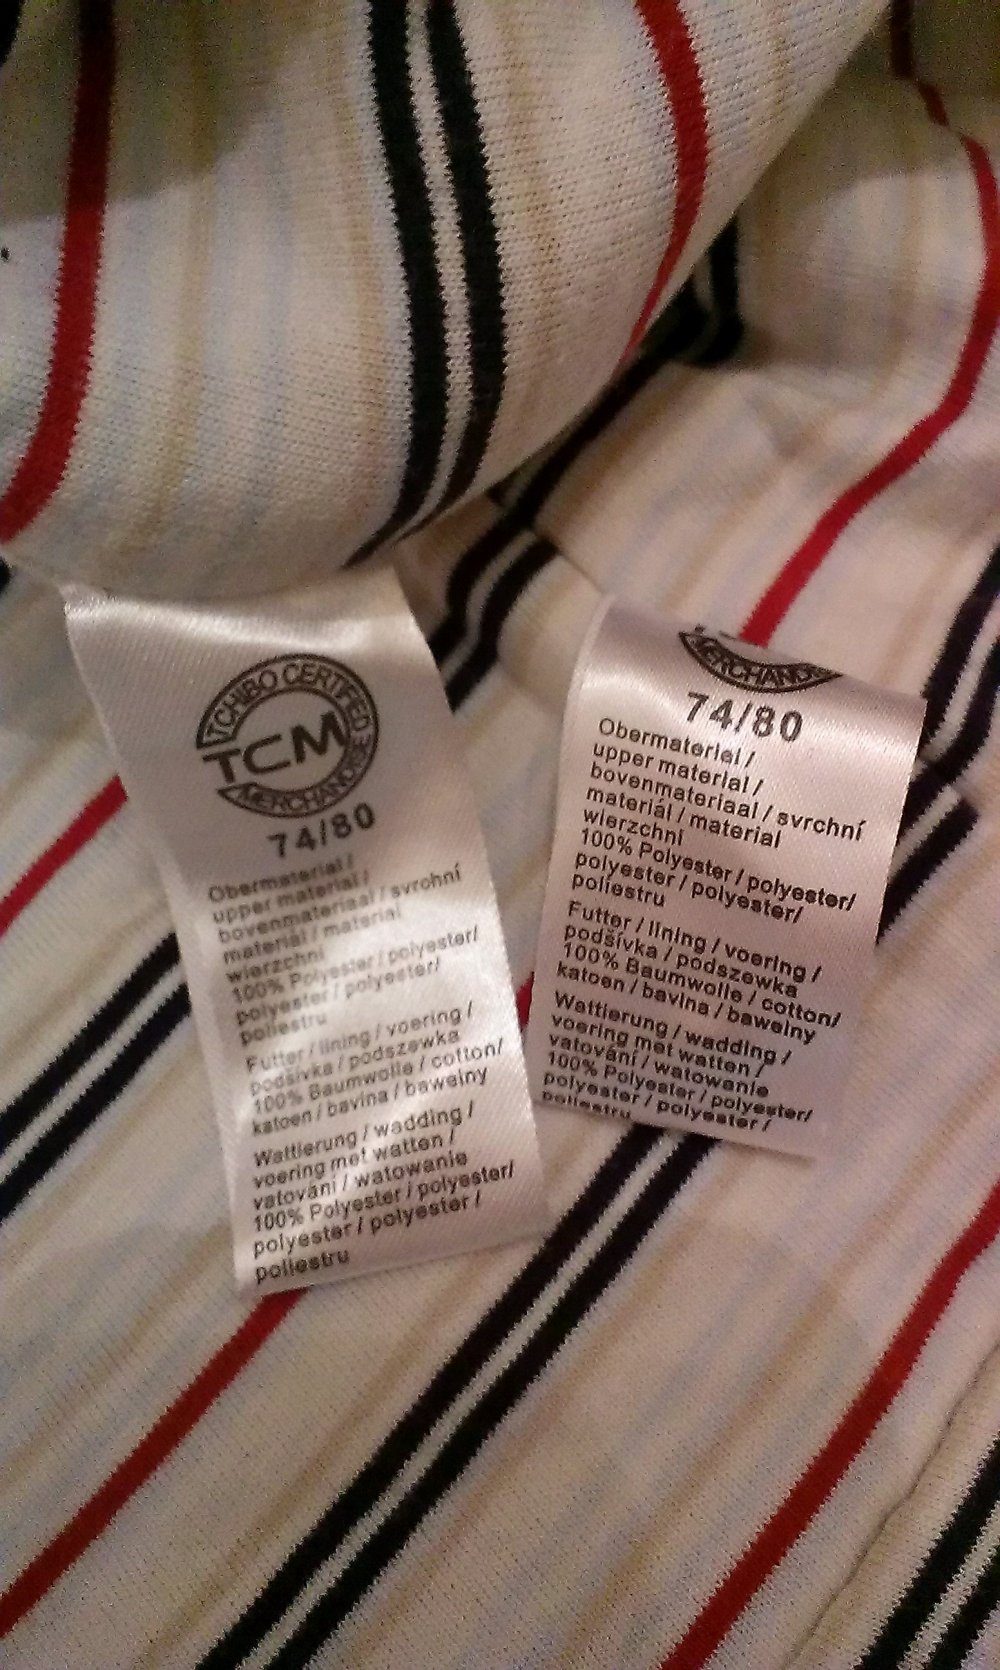 TCHIBO CERTIFIED
TCM
MERCHANDISE
74/80
Obermaterial /
upper material /
bovenmateriaal / svrchní
materiál / material
wierzchni
100% Polyester / polyester/
polyester / polyester/
poliestru
Futter / lining / voering /
podšívka / podszewka
100% Baumwolle / cotton/
katoen / bavlna / bawełny
Wattierung / wadding /
voering met watten /
vatování / watowanie
100% Polyester / polyester/
polyester / polyester /
poliestru
MERCHANDIS
74/80
Obermaterial /
upper material /
bovenmateriaal / svrchní
materiál / material
wierzchni
100% Polyester / polyester/
polyester / polyester/
poliestru
Futter / lining / voering /
podšívka / podszewka
100% Baumwolle / cotton/
katoen / bavlna / bawełny
Wattierung / wadding /
voering met watten /
vatování / watowanie
100% Polyester / polyester/
polyester / polyester /
poliestru